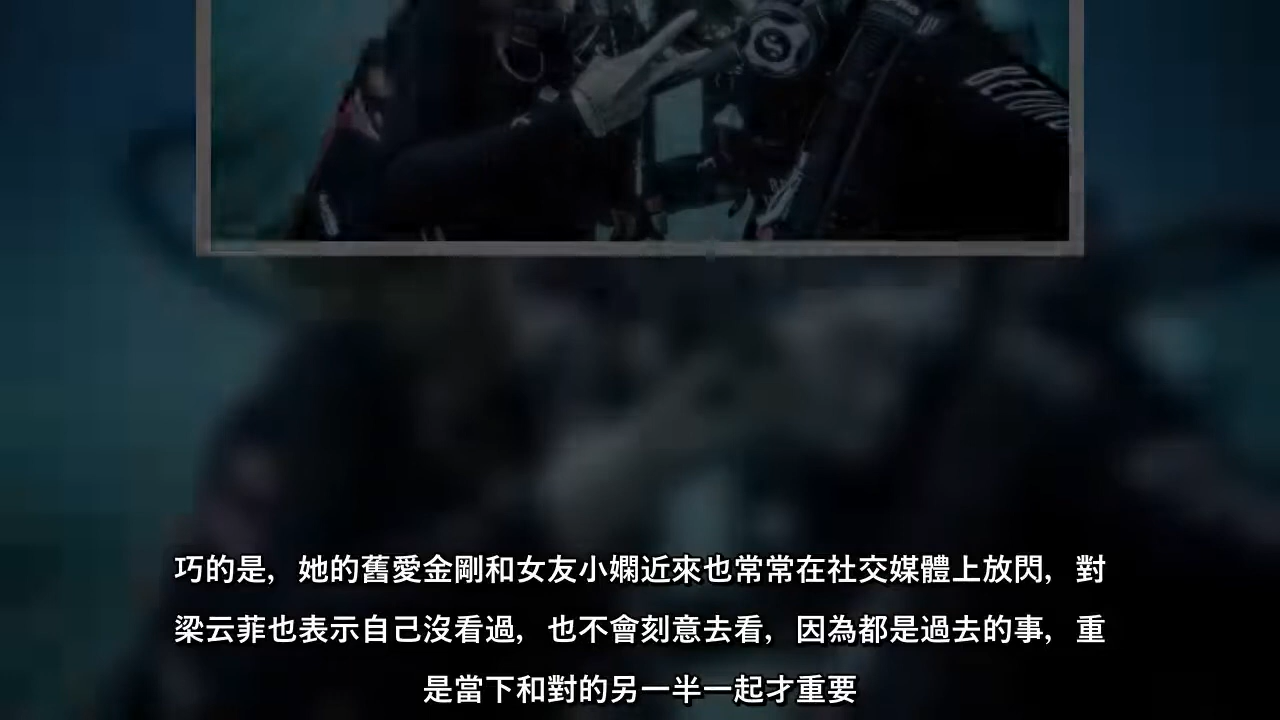 BEYOND
巧的是，她的舊愛金剛和女友小嫻近來也常常在社交媒體上放閃，對
梁云菲也表示自己沒看過，也不會刻意去看，因為都是過去的事，重
是當下和對的另一半一起才重要